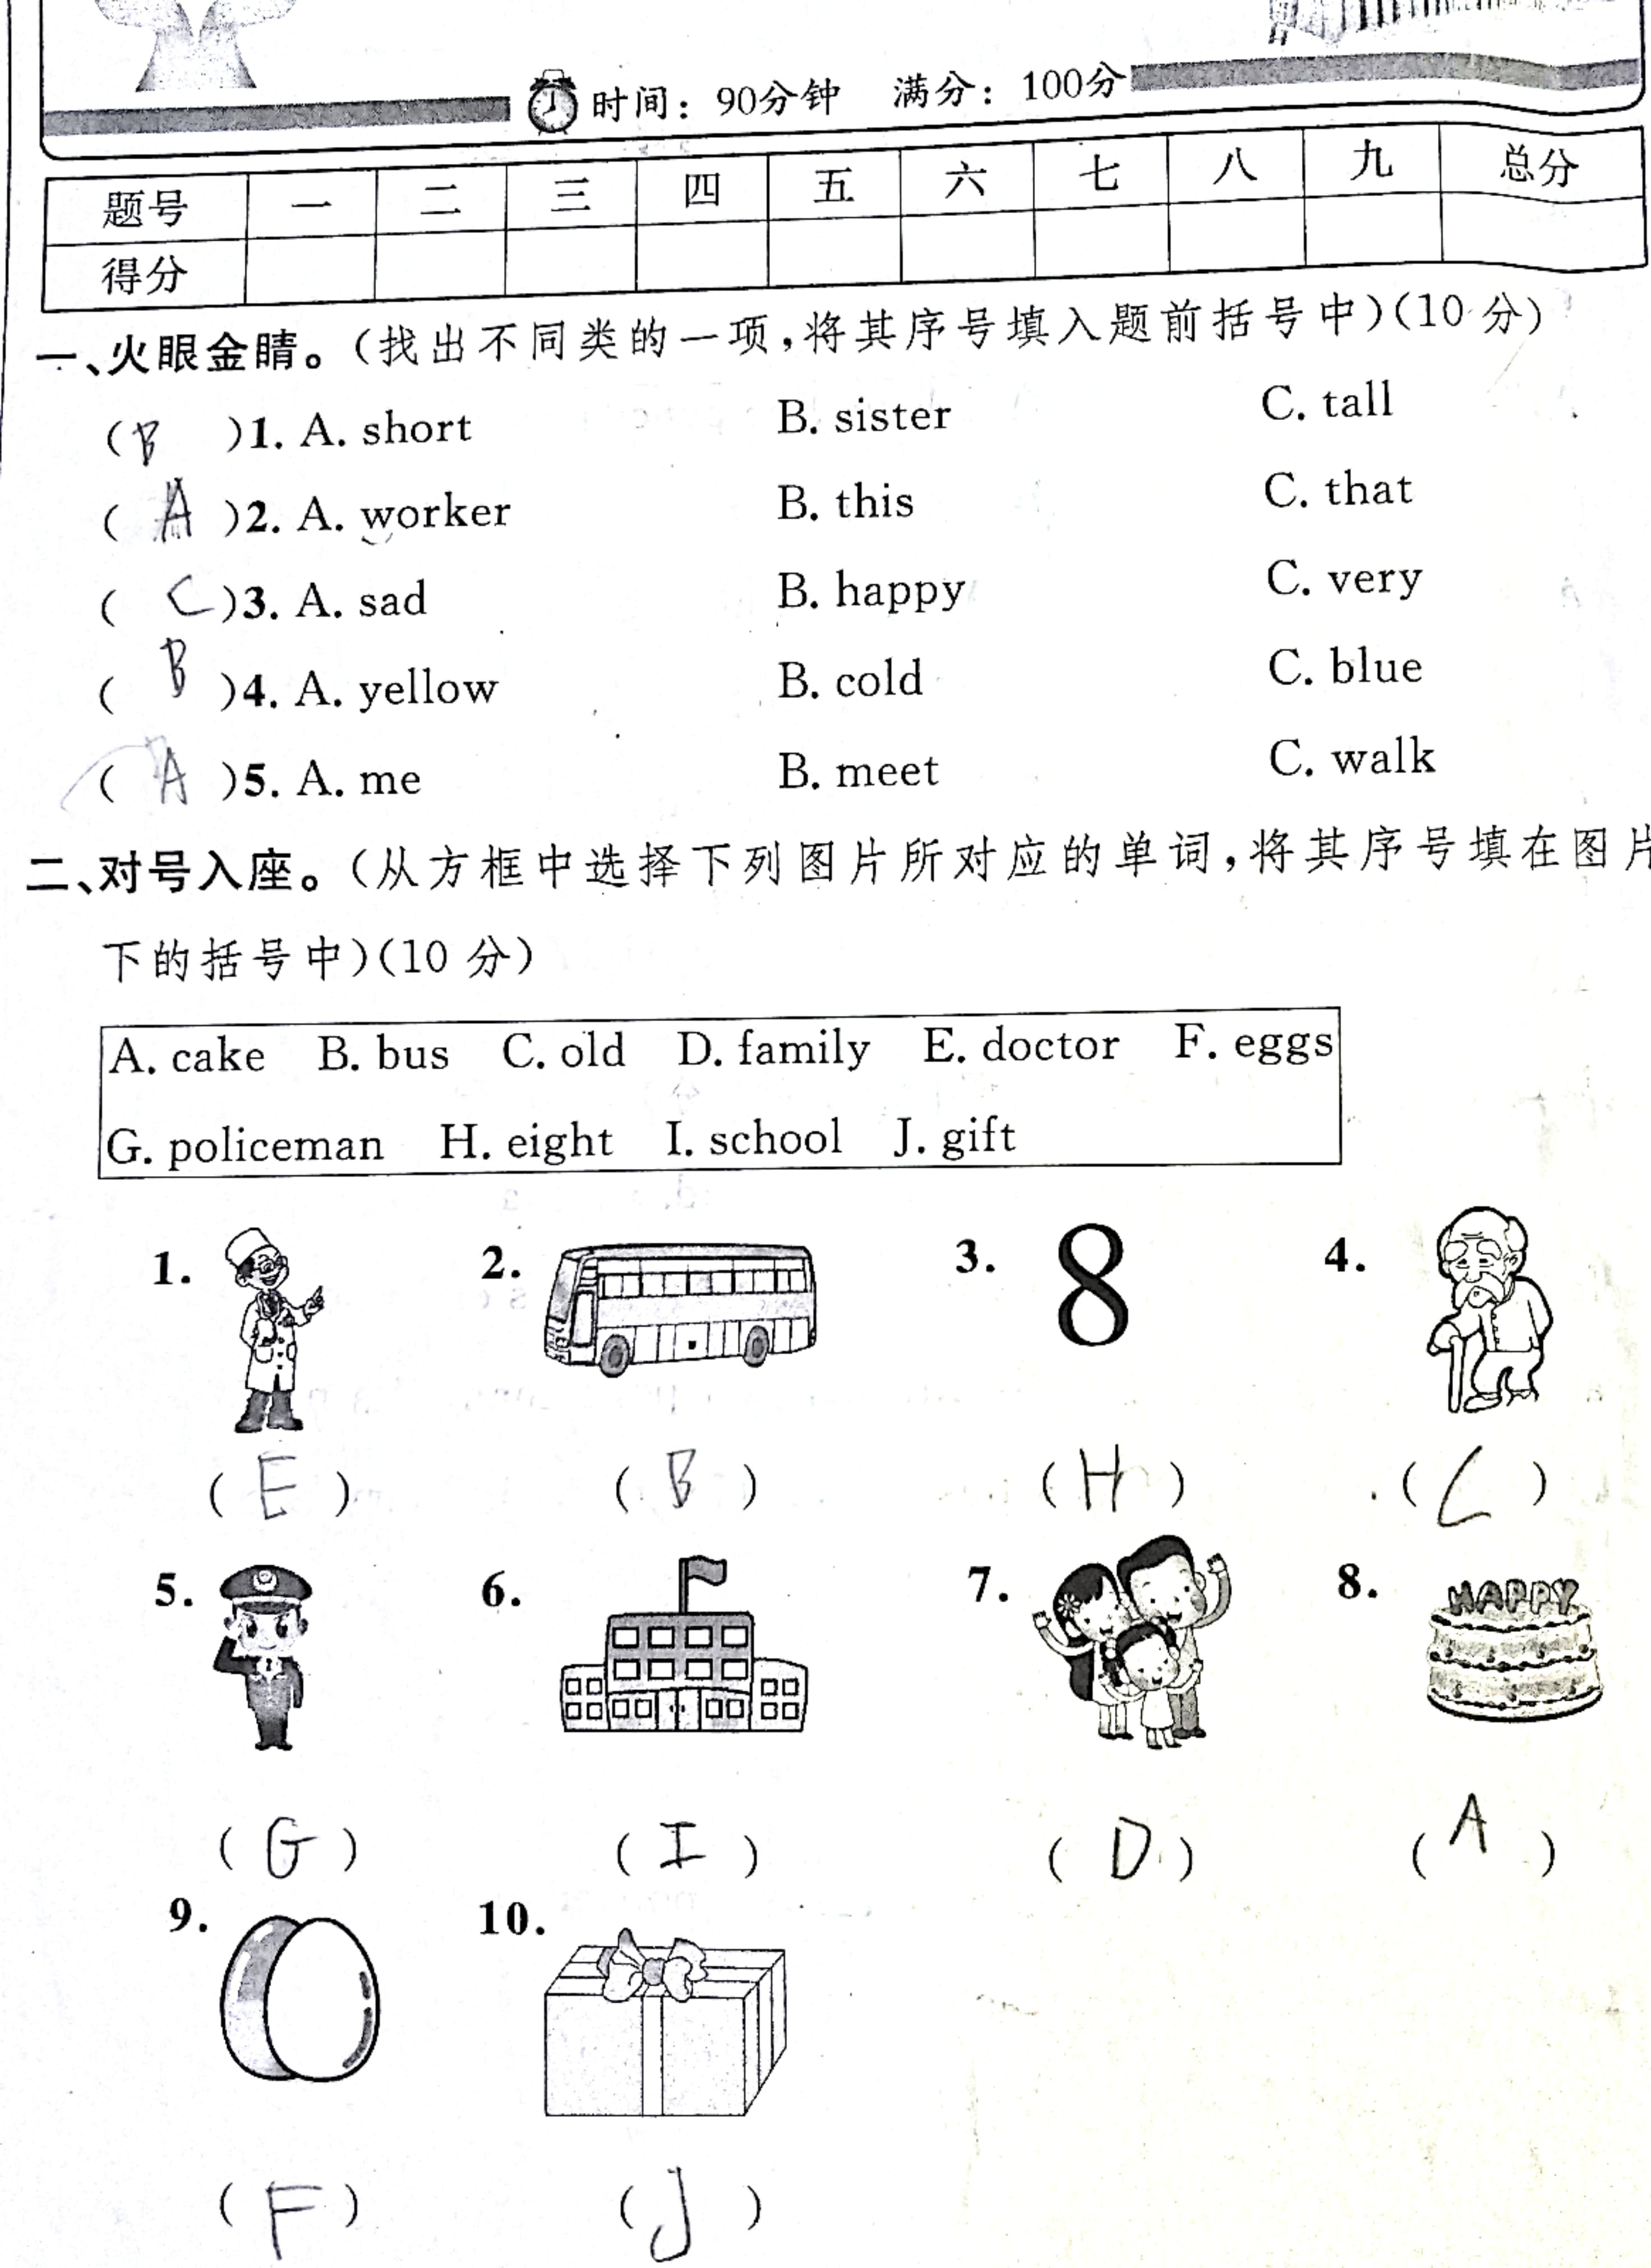 时间：90分钟 满分：100分
题号 一 二 三 四 五 六 七 八 九 总分
得分
一、火眼金睛。(找出不同类的一项,将其序号填入题前括号中)(10分)
(B)1. A. short B. sister C. tall
(A)2. A. worker B. this C. that
(C)3. A. sad B. happy C. very
(B)4. A. yellow B. cold C. blue
(A)5. A. me B. meet C. walk
二、对号入座。(从方框中选择下列图片所对应的单词,将其序号填在图片
下的括号中)(10分)
A. cake B. bus C. old D. family E. doctor F. eggs
G. policeman H. eight I. school J. gift
1. 2. 3. 8 4.
(E) (B) (H) (C)
5. 6. 7. 8. HAPPY
(G) (I) (D) (A)
9. 10.
(F) (J)